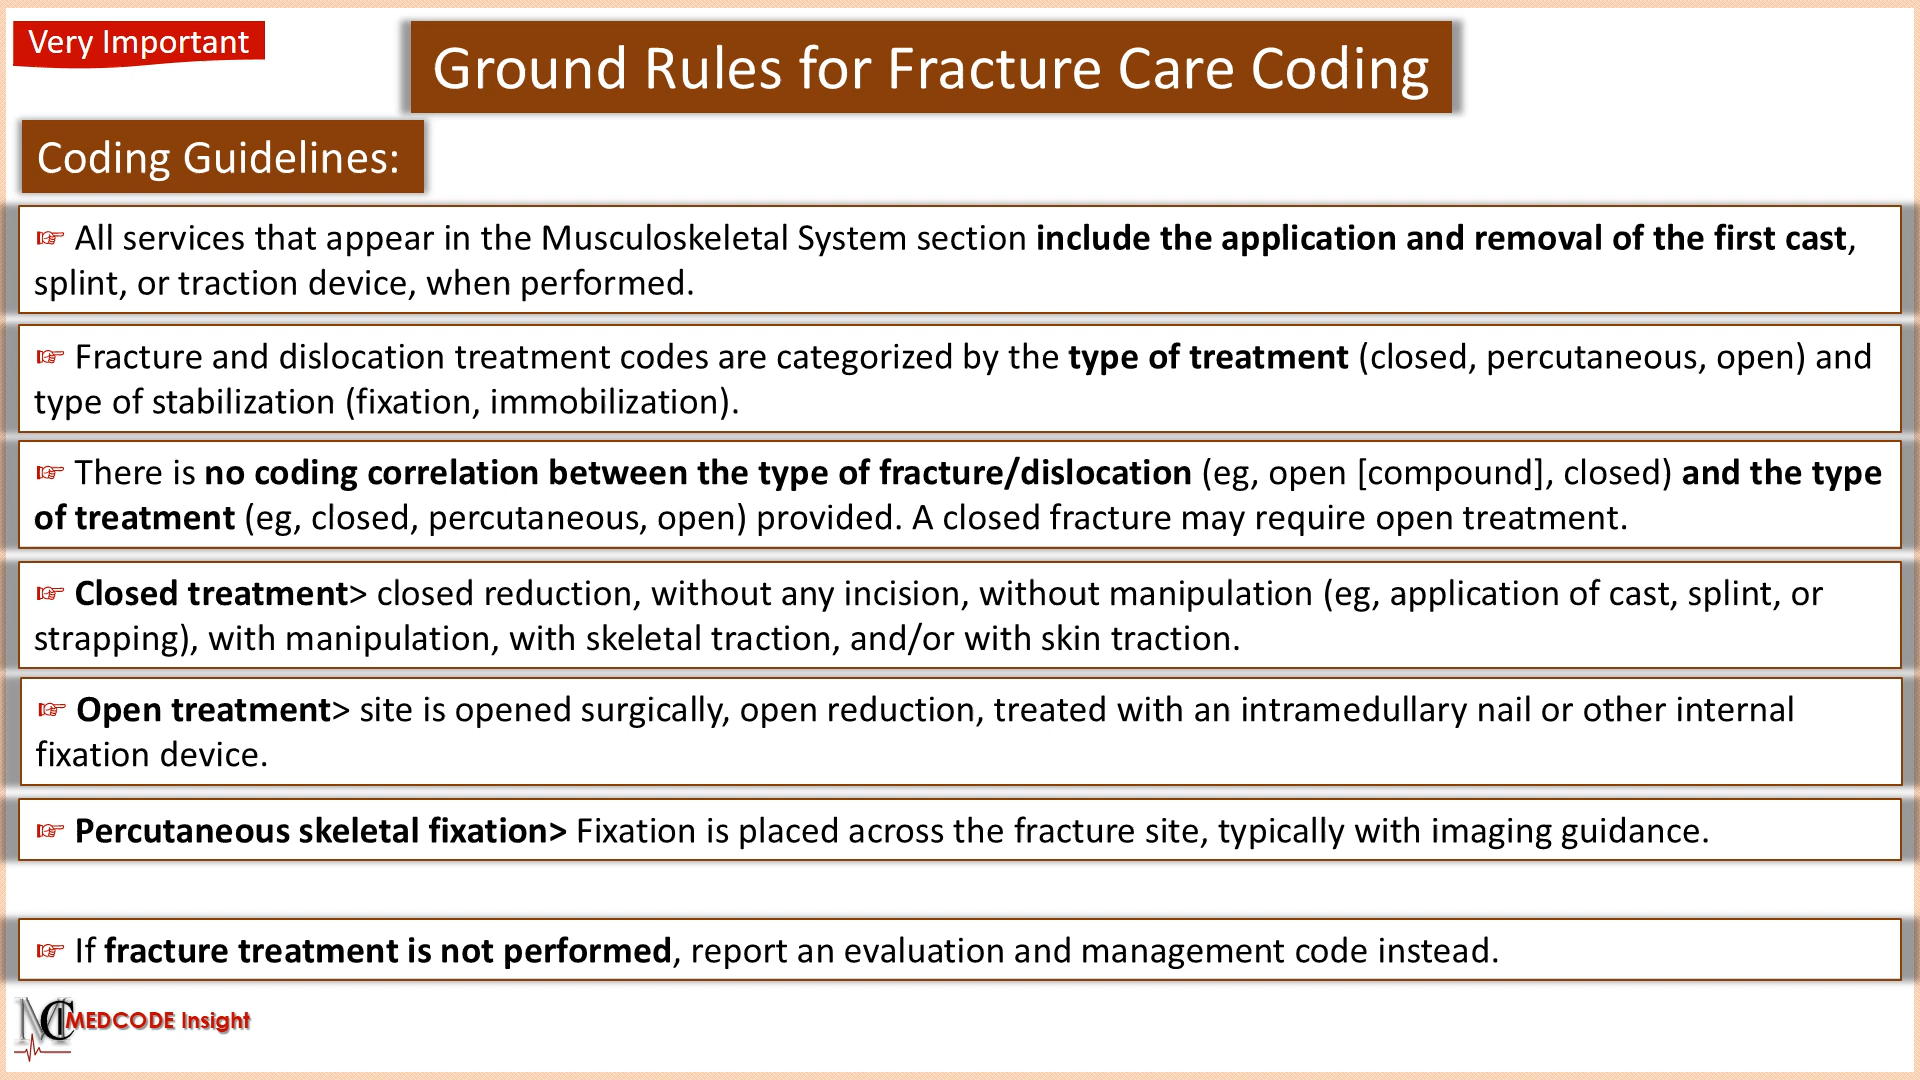 Very Important
Ground Rules for Fracture Care Coding
Coding Guidelines:
☞ All services that appear in the Musculoskeletal System section include the application and removal of the first cast,
splint, or traction device, when performed.
☞ Fracture and dislocation treatment codes are categorized by the type of treatment (closed, percutaneous, open) and
type of stabilization (fixation, immobilization).
☞ There is no coding correlation between the type of fracture/dislocation (eg, open [compound], closed) and the type
of treatment (eg, closed, percutaneous, open) provided. A closed fracture may require open treatment.
☞ Closed treatment> closed reduction, without any incision, without manipulation (eg, application of cast, splint, or
strapping), with manipulation, with skeletal traction, and/or with skin traction.
☞ Open treatment> site is opened surgically, open reduction, treated with an intramedullary nail or other internal
fixation device.
☞ Percutaneous skeletal fixation> Fixation is placed across the fracture site, typically with imaging guidance.
☞ If fracture treatment is not performed, report an evaluation and management code instead.
MC MEDCODE Insight